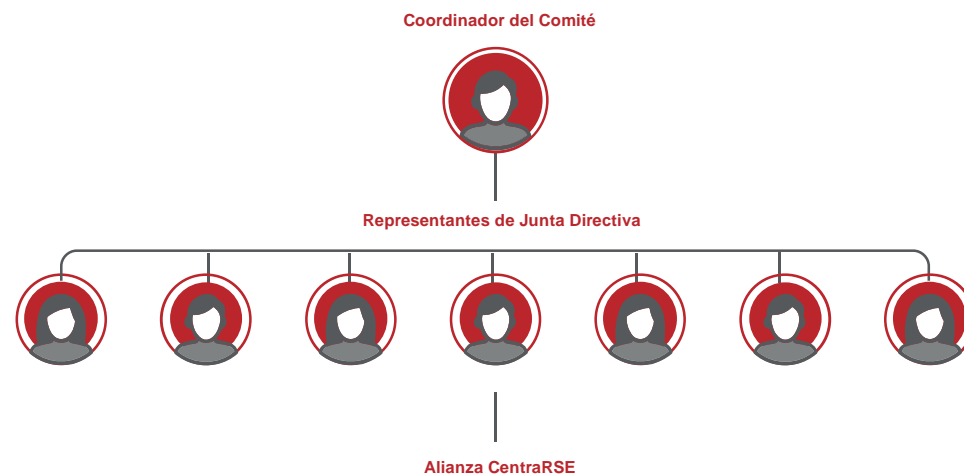 Coordinador del Comité
Representantes de Junta Directiva
Alianza CentraRSE